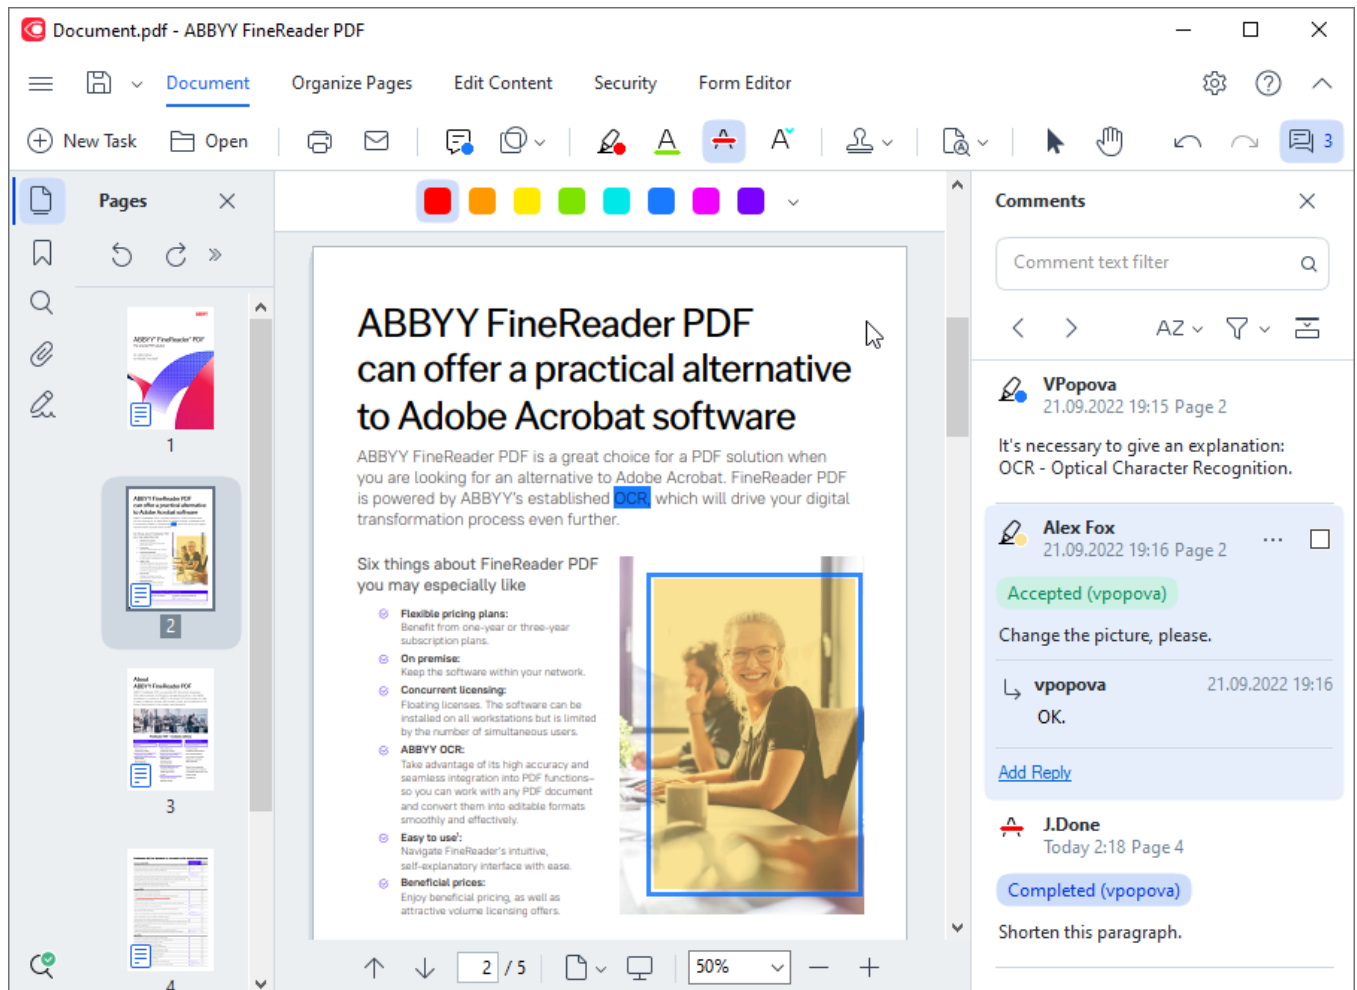 Document.pdf - ABBYY FineReader PDF
Document Organize Pages Edit Content Security Form Editor
New Task Open 3
Pages
1
2
3
4
ABBYY FineReader PDF
can offer a practical alternative
to Adobe Acrobat software
ABBYY FineReader PDF is a great choice for a PDF solution when
you are looking for an alternative to Adobe Acrobat. FineReader PDF
is powered by ABBYY's established OCR, which will drive your digital
transformation process even further.
Six things about FineReader PDF
you may especially like
Flexible pricing plans:
Benefit from one-year or three-year
subscription plans.
On premise:
Keep the software within your network.
Concurrent licensing:
Floating licenses. The software can be
installed on all workstations but is limited
by the number of simultaneous users.
ABBYY OCR:
Take advantage of its high accuracy and
seamless integration into PDF functions–
so you can work with any PDF document
and convert them into editable formats
smoothly and effectively.
Easy to use¹:
Navigate FineReader's intuitive,
self-explanatory interface with ease.
Beneficial prices:
Enjoy beneficial pricing, as well as
attractive volume licensing offers.
2 / 5 50%
Comments
Comment text filter
AZ
VPopova
21.09.2022 19:15 Page 2
It's necessary to give an explanation:
OCR - Optical Character Recognition.
Alex Fox
21.09.2022 19:16 Page 2
Accepted (vpopova)
Change the picture, please.
vpopova 21.09.2022 19:16
OK.
Add Reply
J.Done
Today 2:18 Page 4
Completed (vpopova)
Shorten this paragraph.